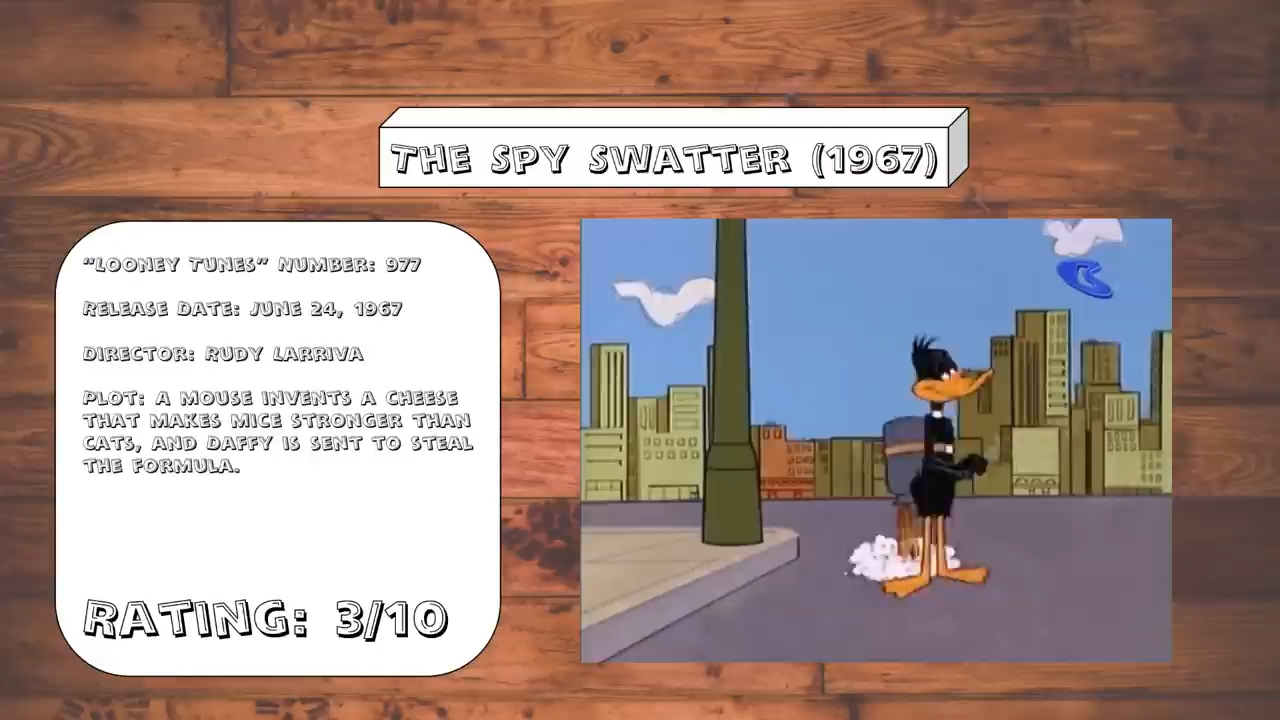 THE SPY SWATTER (1967)
"LOONEY TUNES" NUMBER: 977
RELEASE DATE: JUNE 24, 1967
DIRECTOR: RUDY LARRIVA
PLOT: A MOUSE INVENTS A CHEESE
THAT MAKES MICE STRONGER THAN
CATS, AND DAFFY IS SENT TO STEAL
THE FORMULA.
RATING: 3/10